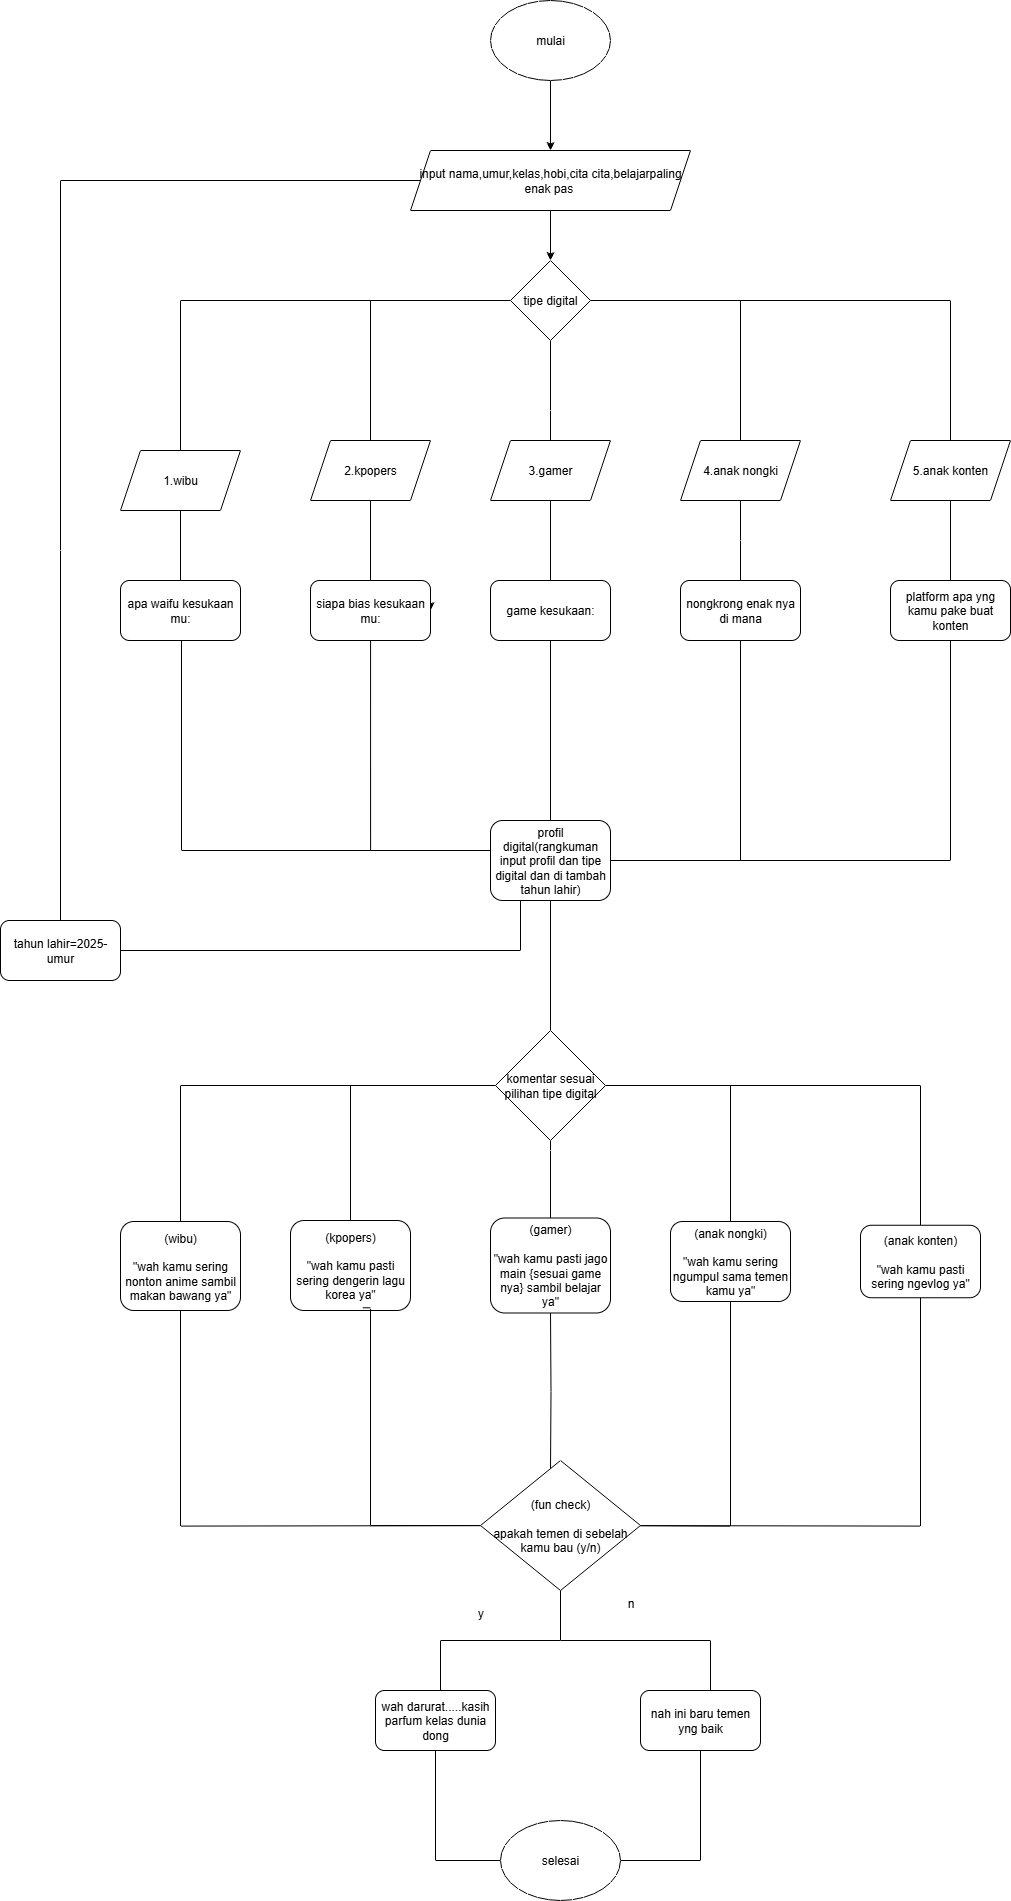 mulai
input nama,umur,kelas,hobi,cita cita,belajarpaling
enak pas
tipe digital
1.wibu
2.kpopers
3.gamer
4.anak nongki
5.anak konten
apa waifu kesukaan
mu:
siapa bias kesukaan
mu:
game kesukaan:
nongkrong enak nya
di mana
platform apa yng
kamu pake buat
konten
profil
digital(rangkuman
input profil dan tipe
digital dan di tambah
tahun lahir)
tahun lahir=2025-
umur
komentar sesuai
pilihan tipe digital
(wibu)
"wah kamu sering
nonton anime sambil
makan bawang ya"
(kpopers)
"wah kamu pasti
sering dengerin lagu
korea ya"
(gamer)
"wah kamu pasti jago
main {sesuai game
nya} sambil belajar
ya"
(anak nongki)
"wah kamu sering
ngumpul sama temen
kamu ya"
(anak konten)
"wah kamu pasti
sering ngevlog ya"
(fun check)
apakah temen di sebelah
kamu bau (y/n)
y
n
wah darurat.....kasih
parfum kelas dunia
dong
nah ini baru temen
yng baik
selesai